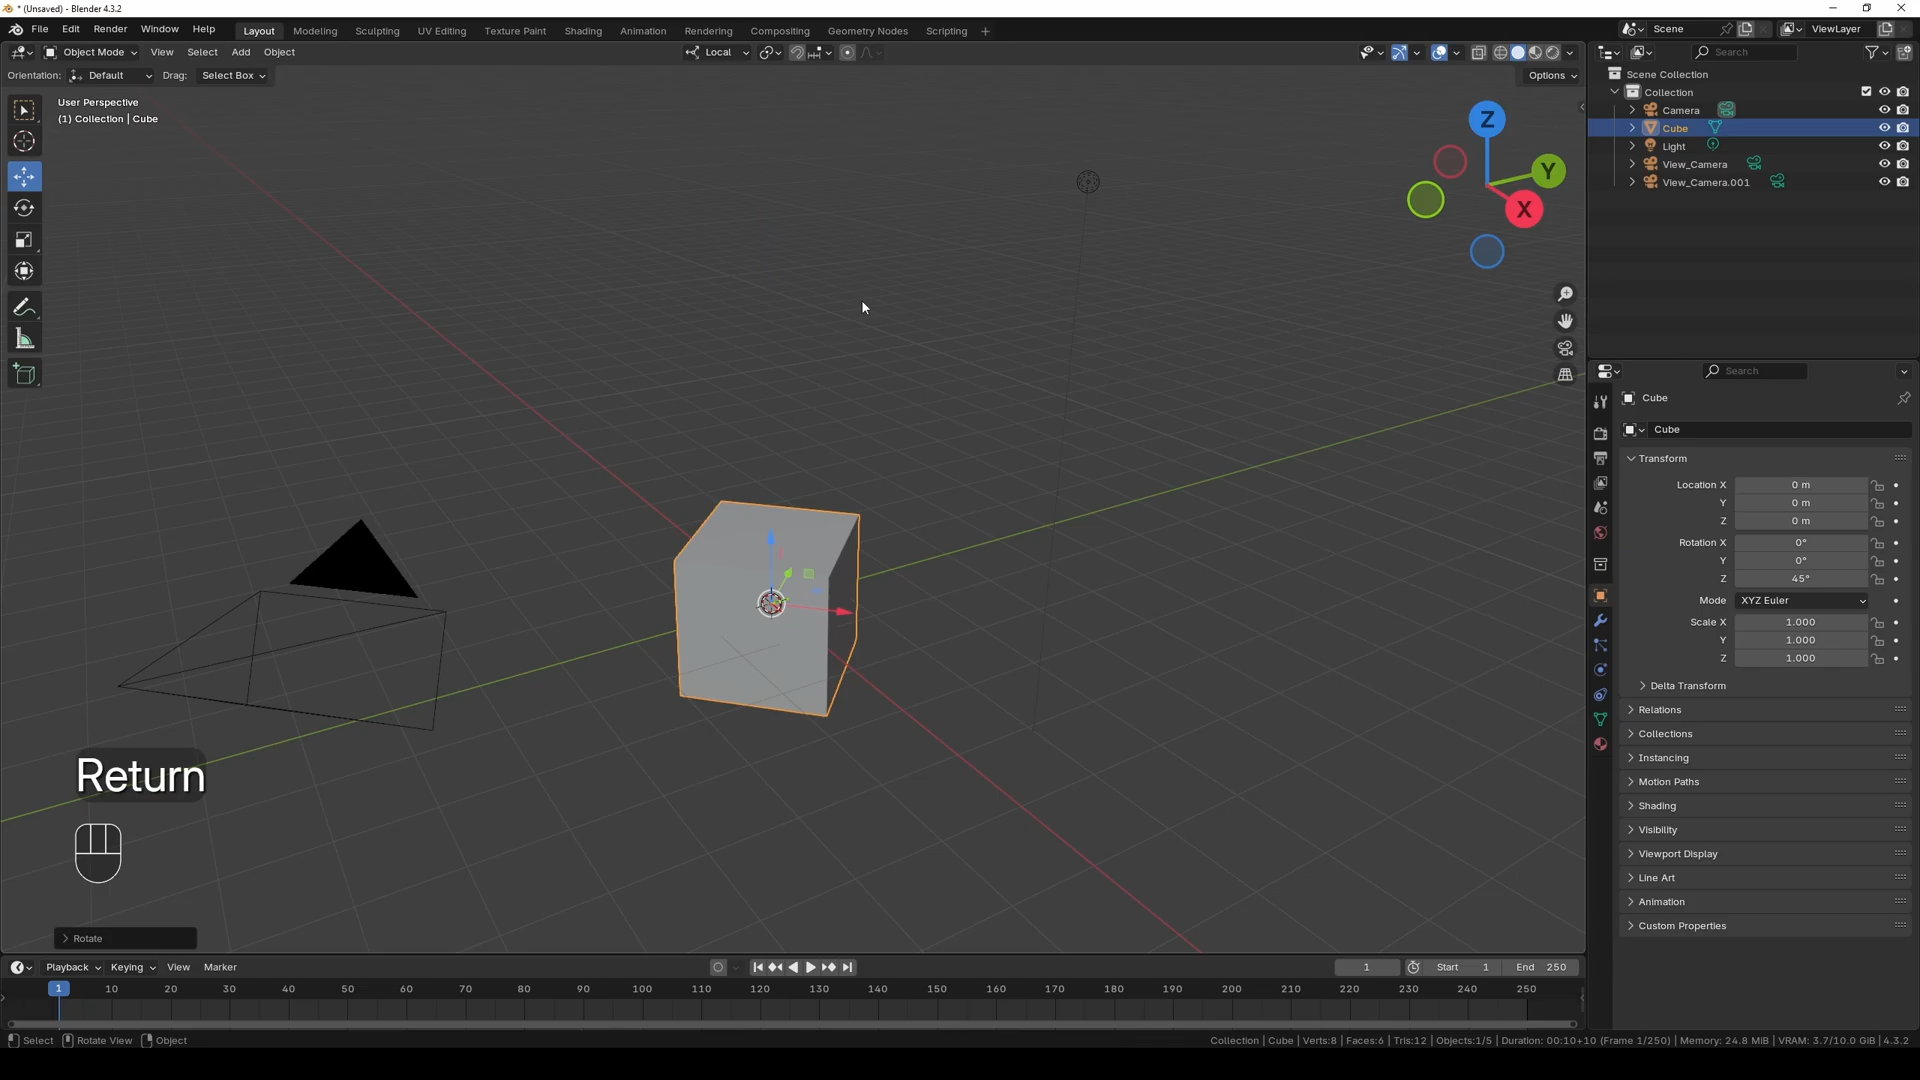 * (Unsaved) - Blender 4.3.2
File Edit Render Window Help Layout Modeling Sculpting UV Editing Texture Paint Shading Animation Rendering Compositing Geometry Nodes Scripting + Scene ViewLayer
Object Mode View Select Add Object Local Search
Orientation: Default Drag: Select Box Options
User Perspective
(1) Collection | Cube
Z
Y
X
Scene Collection
Collection
Camera
Cube
Light
View_Camera
View_Camera.001
Search
Cube
Cube
Transform
Location X 0 m
Y 0 m
Z 0 m
Rotation X 0°
Y 0°
Z 45°
Mode XYZ Euler
Scale X 1.000
Y 1.000
Z 1.000
Delta Transform
Relations
Collections
Instancing
Motion Paths
Shading
Visibility
Viewport Display
Line Art
Animation
Custom Properties
Return
Rotate
Playback Keying View Marker 1 Start 1 End 250
1 10 20 30 40 50 60 70 80 90 100 110 120 130 140 150 160 170 180 190 200 210 220 230 240 250
Select Rotate View Object Collection | Cube | Verts:8 | Faces:6 | Tris:12 | Objects:1/5 | Duration: 00:10+10 (Frame 1/250) | Memory: 24.8 MiB | VRAM: 3.7/10.0 GiB | 4.3.2